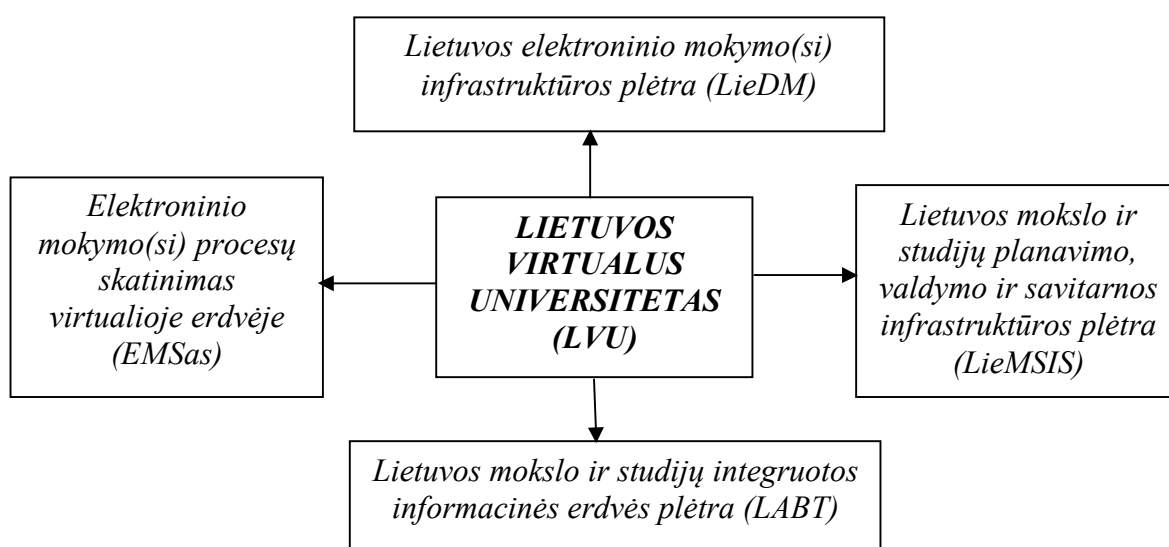 Lietuvos elektroninio mokymo(si)
infrastruktūros plėtra (LieDM)
Elektroninio
mokymo(si) procesų
skatinimas
virtualioje erdvėje
(EMSas)
LIETUVOS
VIRTUALUS
UNIVERSITETAS
(LVU)
Lietuvos mokslo ir
studijų planavimo,
valdymo ir savitarnos
infrastruktūros plėtra
(LieMSIS)
Lietuvos mokslo ir studijų integruotos
informacinės erdvės plėtra (LABT)